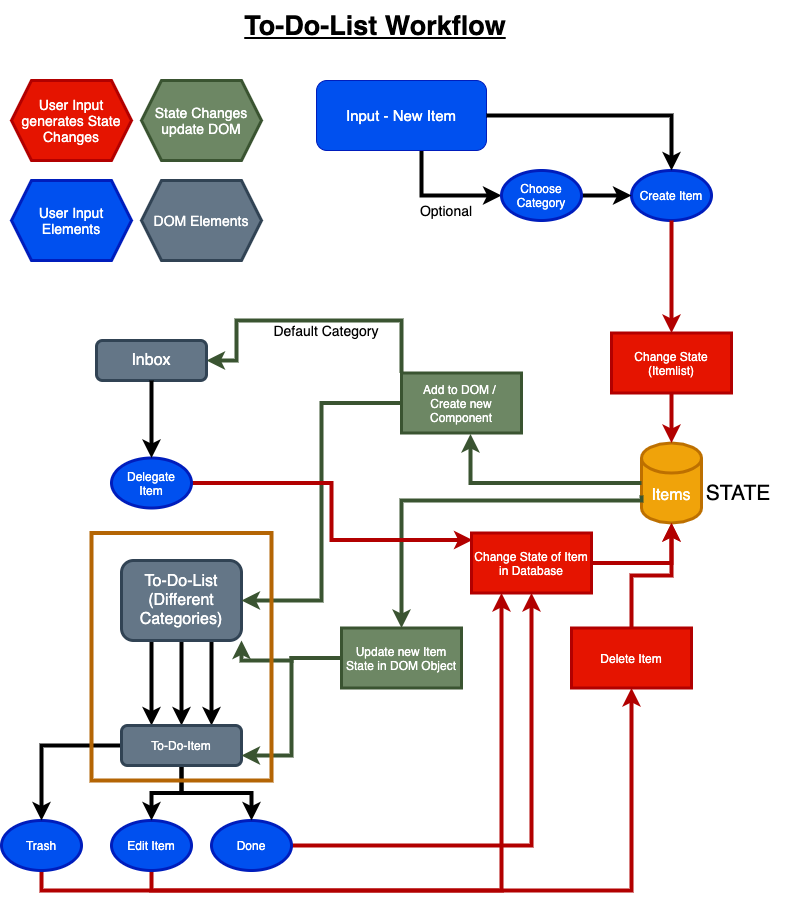 To-Do-List Workflow
User Input
generates State
Changes
State Changes
update DOM
User Input
Elements
DOM Elements
Input - New Item
Optional
Choose
Category
Create Item
Default Category
Inbox
Add to DOM /
Create new
Component
Change State
(Itemlist)
Delegate
Item
Items
STATE
Change State of Item
in Database
To-Do-List
(Different
Categories)
Update new Item
State in DOM Object
Delete Item
To-Do-Item
Trash
Edit Item
Done